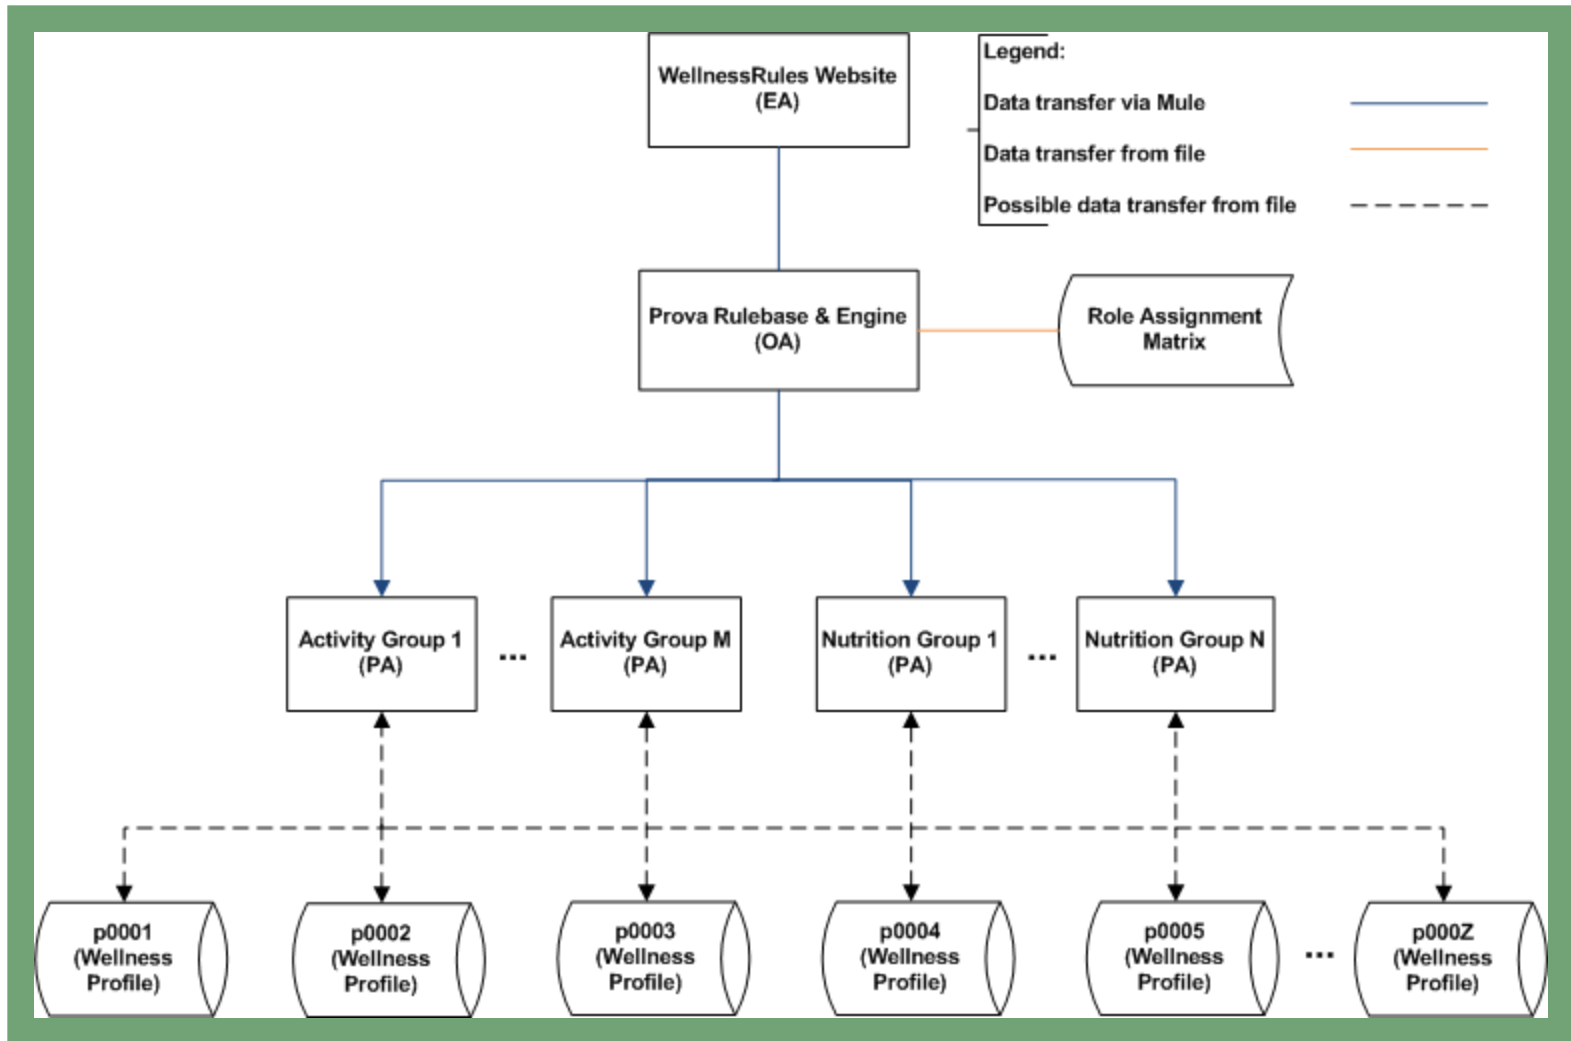 WellnessRules Website
(EA)
Legend:
Data transfer via Mule
Data transfer from file
Possible data transfer from file
Prova Rulebase & Engine
(OA)
Role Assignment
Matrix
Activity Group 1
(PA)
...
Activity Group M
(PA)
Nutrition Group 1
(PA)
...
Nutrition Group N
(PA)
p0001
(Wellness
Profile)
p0002
(Wellness
Profile)
p0003
(Wellness
Profile)
p0004
(Wellness
Profile)
p0005
(Wellness
Profile)
...
p000Z
(Wellness
Profile)